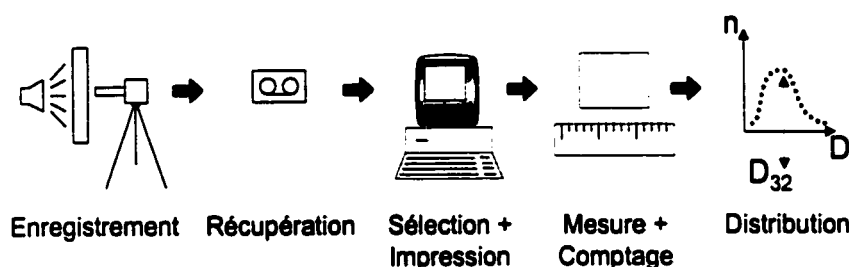 n
D
D32
Enregistrement
Récupération
Sélection +
Impression
Mesure +
Comptage
Distribution